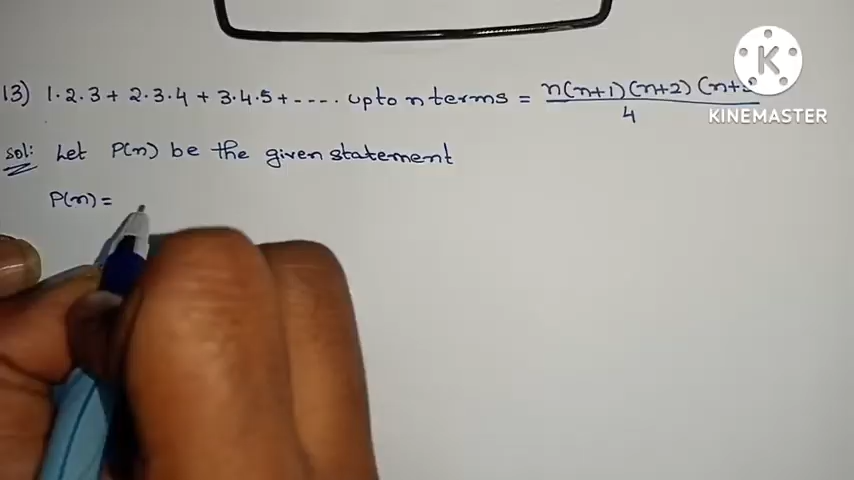 13) 1·2·3 + 2·3·4 + 3·4·5 + ---- upto n terms = n(n+1)(n+2)(n+3)/4
sol: Let P(n) be the given statement
P(n) =
KINEMASTER